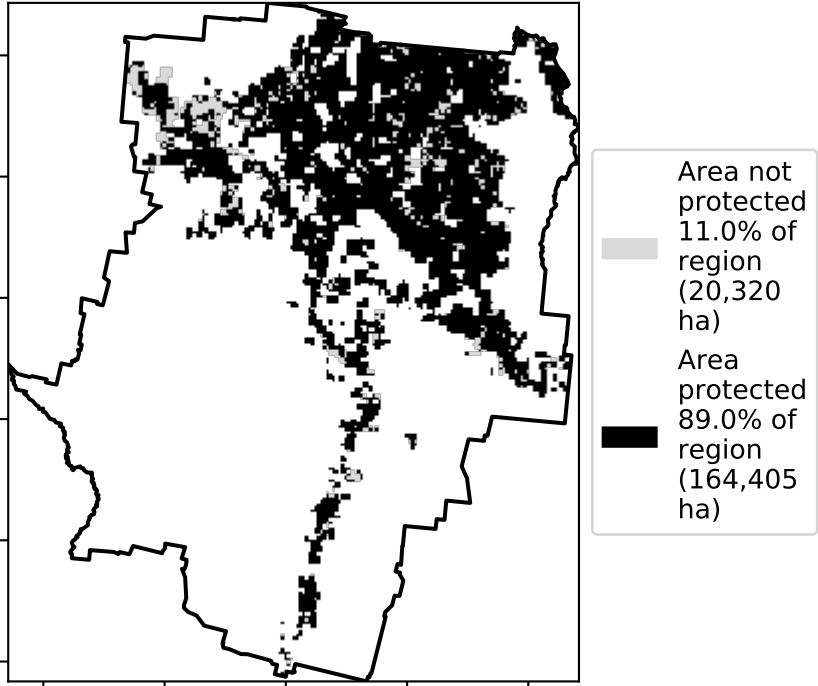 Area not
protected
11.0% of
region
(20,320
ha)
Area
protected
89.0% of
region
(164,405
ha)